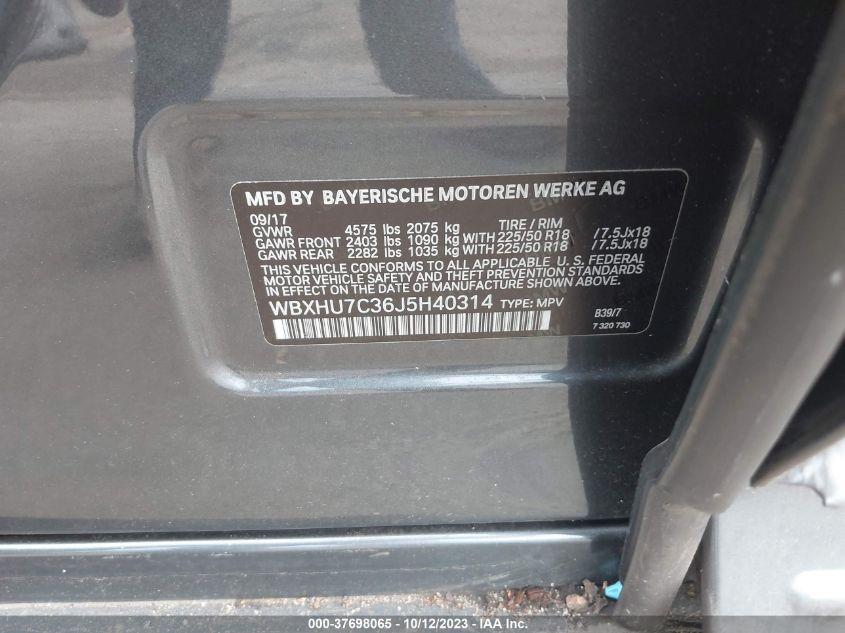 MFD BY BAYERISCHE MOTOREN WERKE AG
09/17
GVWR 4575 lbs 2075 kg TIRE / RIM
GAWR FRONT 2403 lbs 1090 kg WITH 225/50 R18 /7.5Jx18
GAWR REAR 2282 lbs 1035 kg WITH 225/50 R18 /7.5Jx18
THIS VEHICLE CONFORMS TO ALL APPLICABLE U. S. FEDERAL
MOTOR VEHICLE SAFETY AND THEFT PREVENTION STANDARDS
IN EFFECT ON THE DATE OF MANUFACTURE SHOWN ABOVE.
WBXHU7C36J5H40314 TYPE: MPV
B39/7
7 320 730
000-37698065 - 10/12/2023 - IAA Inc.